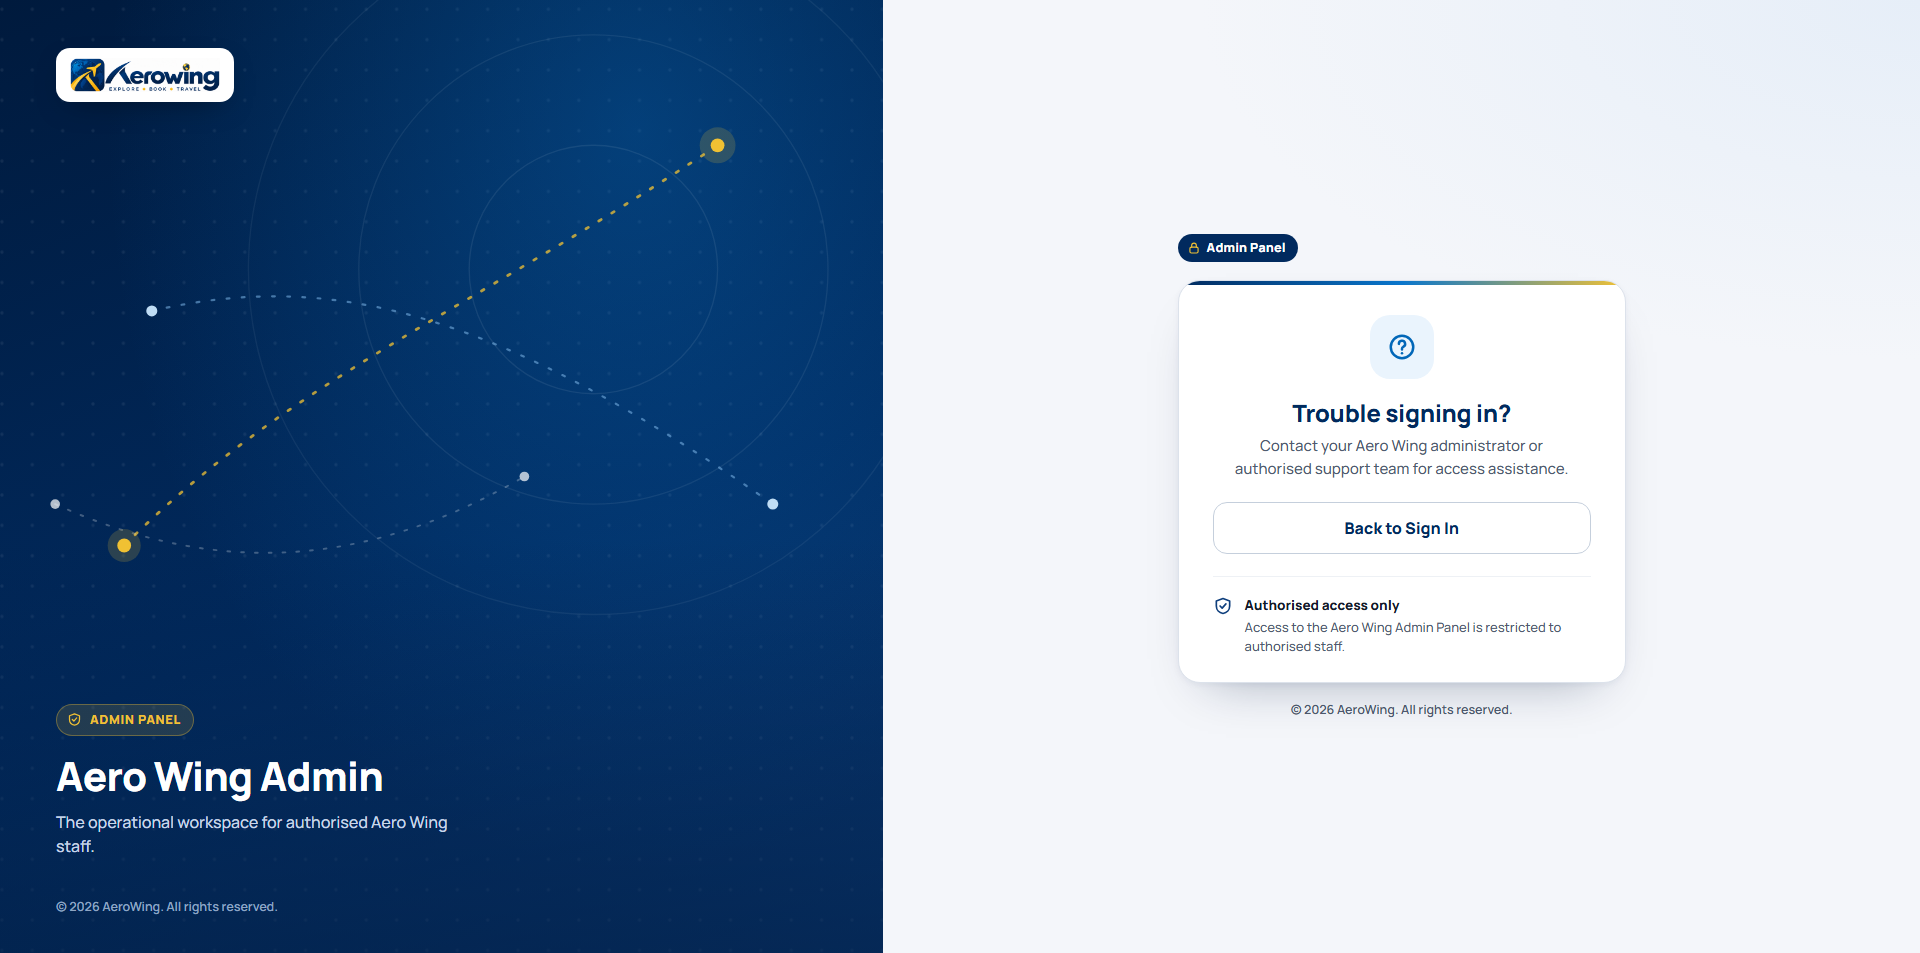 Aerowing
EXPLORE • BOOK • TRAVEL
ADMIN PANEL
Aero Wing Admin
The operational workspace for authorised Aero Wing
staff.
© 2026 AeroWing. All rights reserved.
Admin Panel
Trouble signing in?
Contact your Aero Wing administrator or
authorised support team for access assistance.
Back to Sign In
Authorised access only
Access to the Aero Wing Admin Panel is restricted to
authorised staff.
© 2026 AeroWing. All rights reserved.